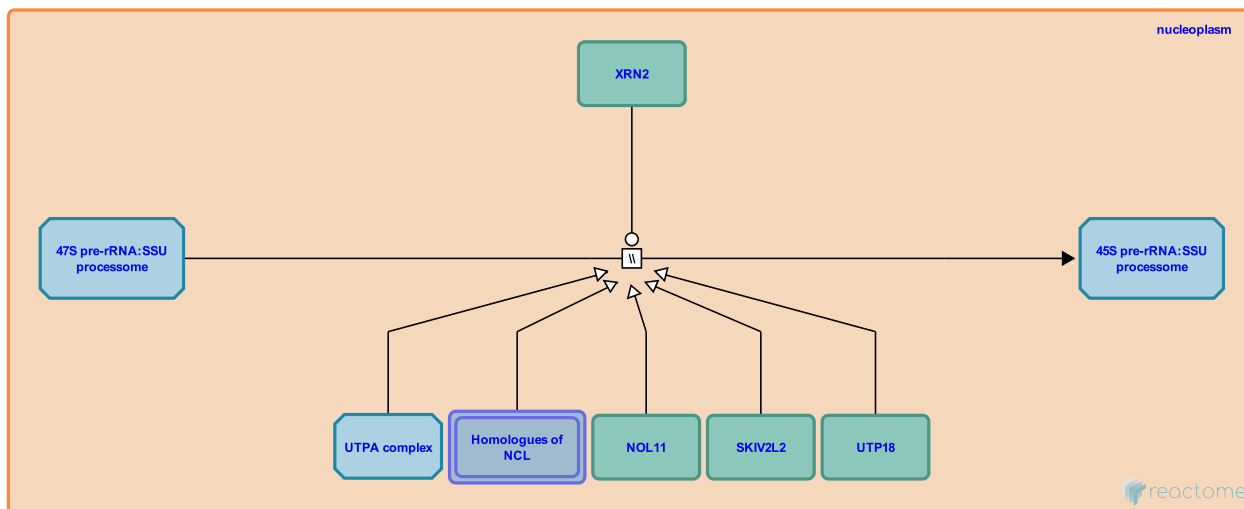 nucleoplasm
XRN2
47S pre-rRNA:SSU
processome
\\
45S pre-rRNA:SSU
processome
UTPA complex
Homologues of
NCL
NOL11
SKIV2L2
UTP18
reactome